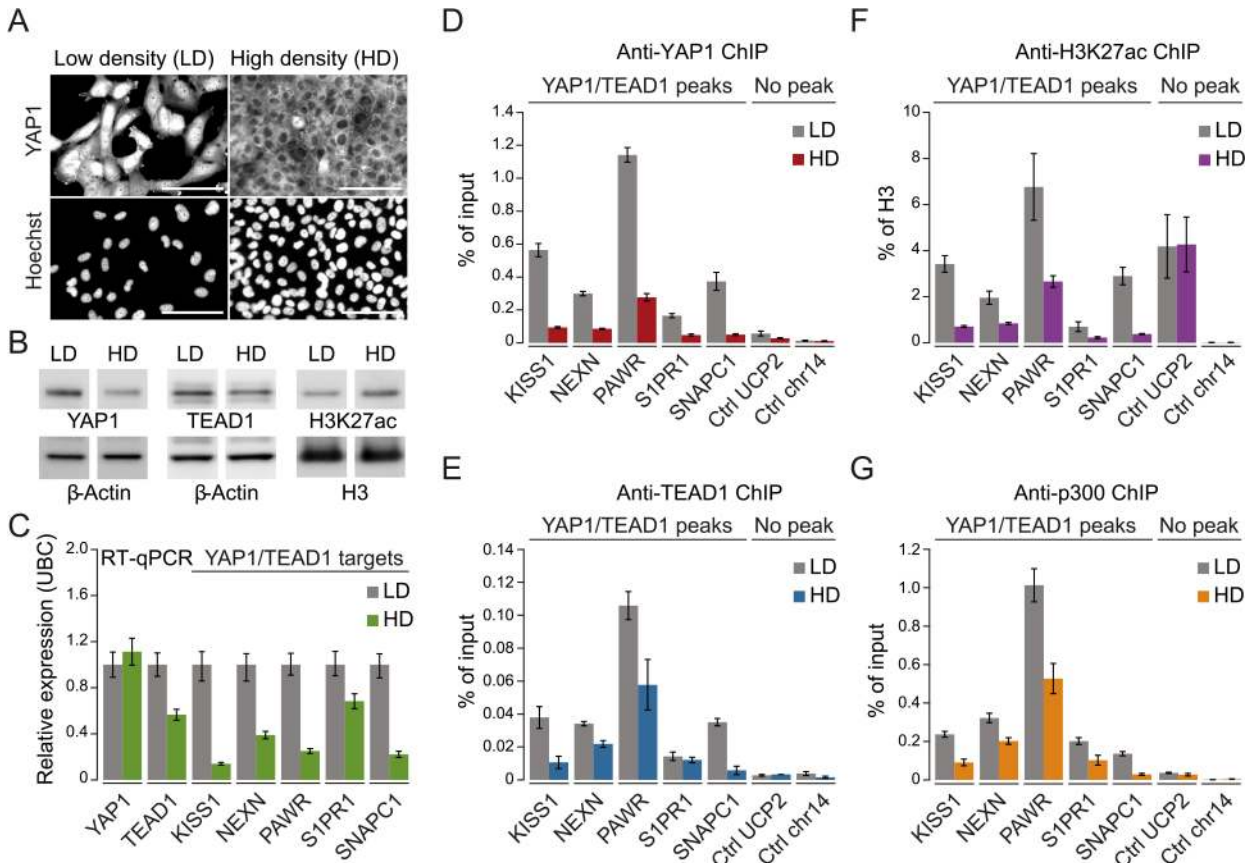 A
Low density (LD) High density (HD)
YAP1
Hoechst
B
LD HD LD HD LD HD
YAP1 TEAD1 H3K27ac
β-Actin β-Actin H3
C
RT-qPCR YAP1/TEAD1 targets
LD
HD
Relative expression (UBC)
2.0
1.6
1.2
0.8
0.4
0
YAP1 TEAD1 KISS1 NEXN PAWR S1PR1 SNAPC1
D
Anti-YAP1 ChIP
YAP1/TEAD1 peaks No peak
LD
HD
% of input
1.4
1.2
1.0
0.8
0.6
0.4
0.2
0
KISS1 NEXN PAWR S1PR1 SNAPC1 Ctrl UCP2 Ctrl chr14
E
Anti-TEAD1 ChIP
YAP1/TEAD1 peaks No peak
LD
HD
% of input
0.14
0.12
0.10
0.08
0.06
0.04
0.02
0
KISS1 NEXN PAWR S1PR1 SNAPC1 Ctrl UCP2 Ctrl chr14
F
Anti-H3K27ac ChIP
YAP1/TEAD1 peaks No peak
LD
HD
% of H3
10
8
6
4
2
0
KISS1 NEXN PAWR S1PR1 SNAPC1 Ctrl UCP2 Ctrl chr14
G
Anti-p300 ChIP
YAP1/TEAD1 peaks No peak
LD
HD
% of input
1.2
1.0
0.8
0.6
0.4
0.2
0
KISS1 NEXN PAWR S1PR1 SNAPC1 Ctrl UCP2 Ctrl chr14